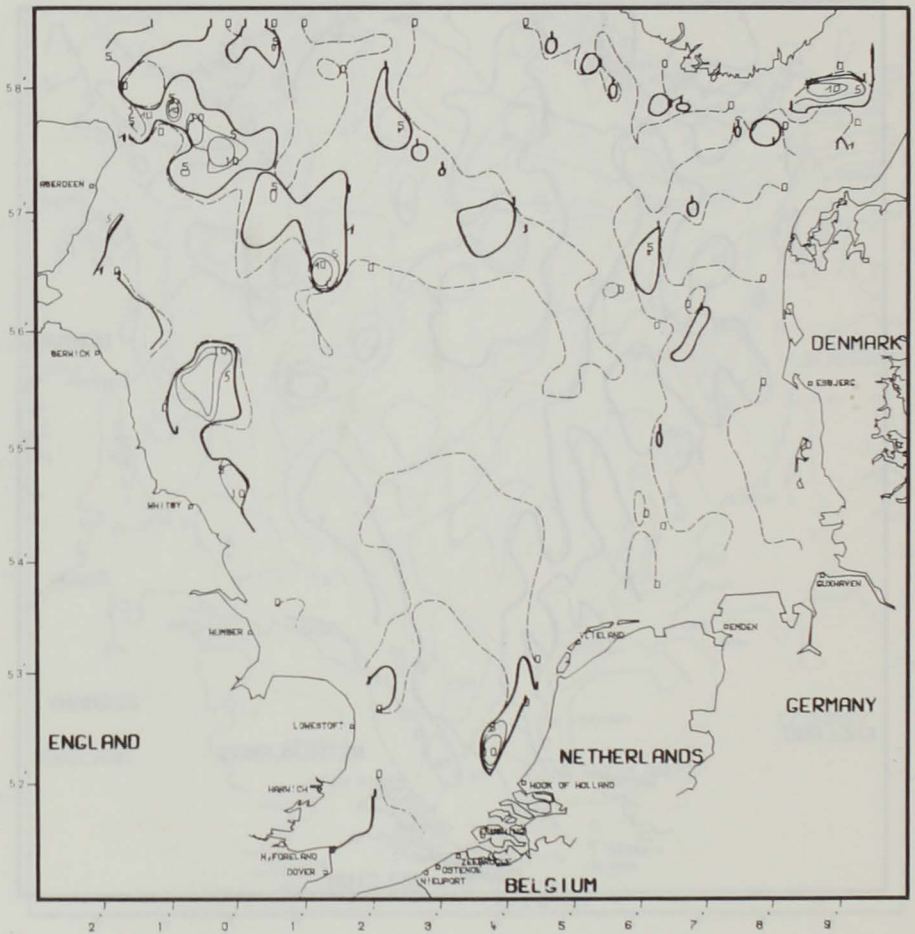 58'
ABERDEEN
57'
56'
BERWICK
DENMARK
ESBJERG
55'
WHITBY
54'
CUXHAVEN
HUMBER
EMDEN
VLIELAND
53'
GERMANY
LOWESTOFT
ENGLAND
NETHERLANDS
52'
HARWICH
HOOK OF HOLLAND
N.FORELAND
ZEEBRUGGE
DOVER
OSTENDE
NIEUPORT
BELGIUM
2' 1' 0' 1' 2' 3' 4' 5' 6' 7' 8' 9'